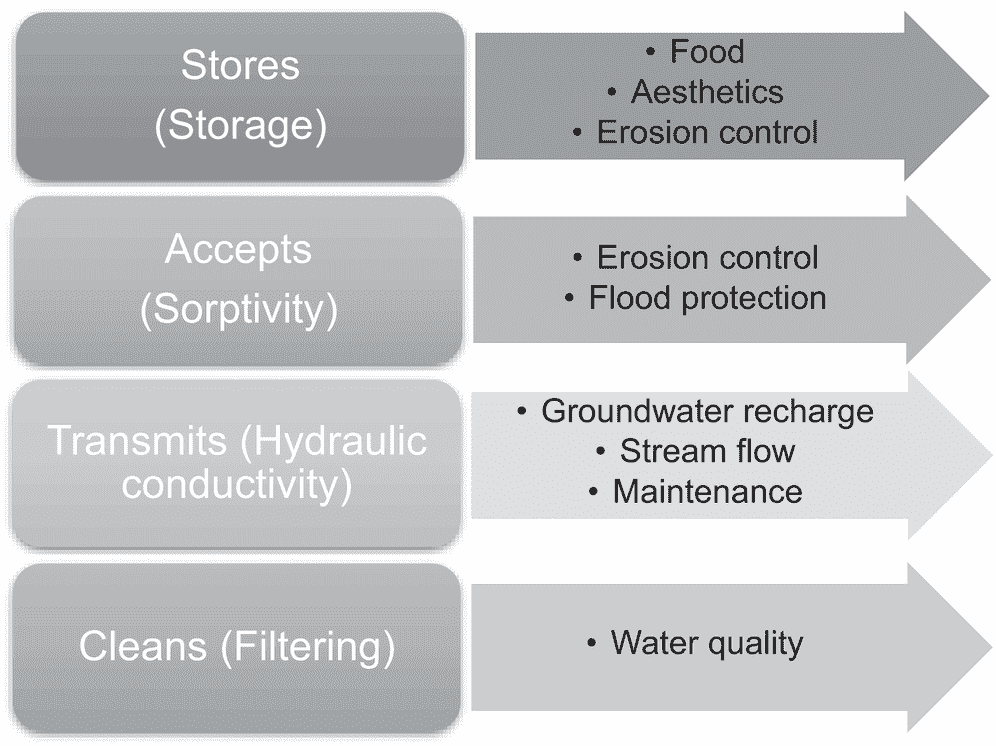 Stores
(Storage)
• Food
• Aesthetics
• Erosion control
Accepts
(Sorptivity)
• Erosion control
• Flood protection
Transmits (Hydraulic
conductivity)
• Groundwater recharge
• Stream flow
• Maintenance
Cleans (Filtering)
• Water quality